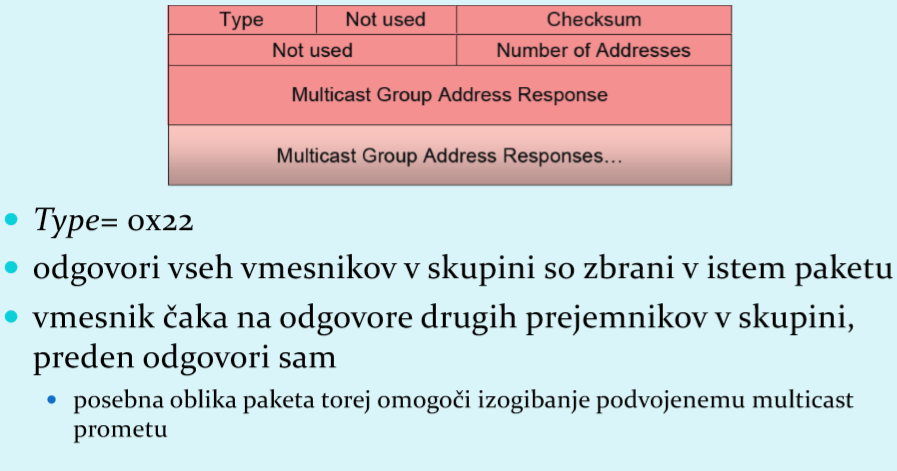 Type Not used Checksum
Not used Number of Addresses
Multicast Group Address Response
Multicast Group Address Responses...
• Type= 0x22
• odgovori vseh vmesnikov v skupini so zbrani v istem paketu
• vmesnik čaka na odgovore drugih prejemnikov v skupini,
preden odgovori sam
• posebna oblika paketa torej omogoči izogibanje podvojenemu multicast
prometu